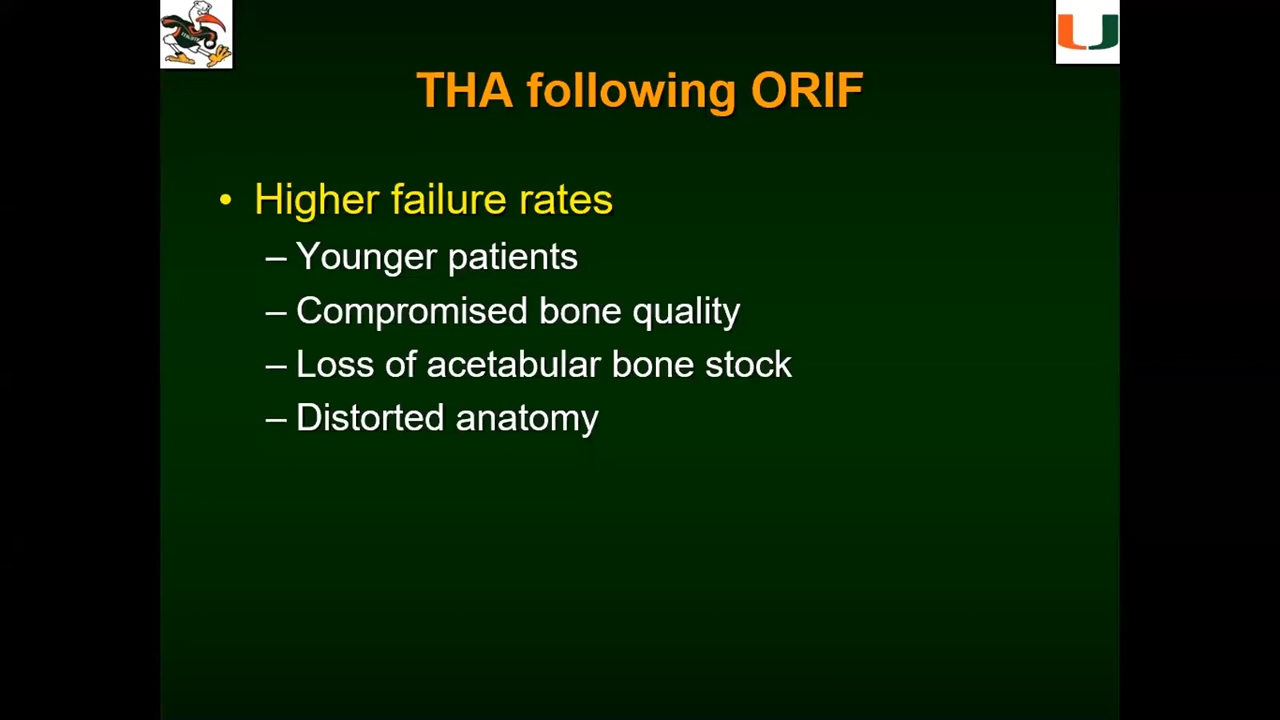 THA following ORIF
• Higher failure rates
– Younger patients
– Compromised bone quality
– Loss of acetabular bone stock
– Distorted anatomy